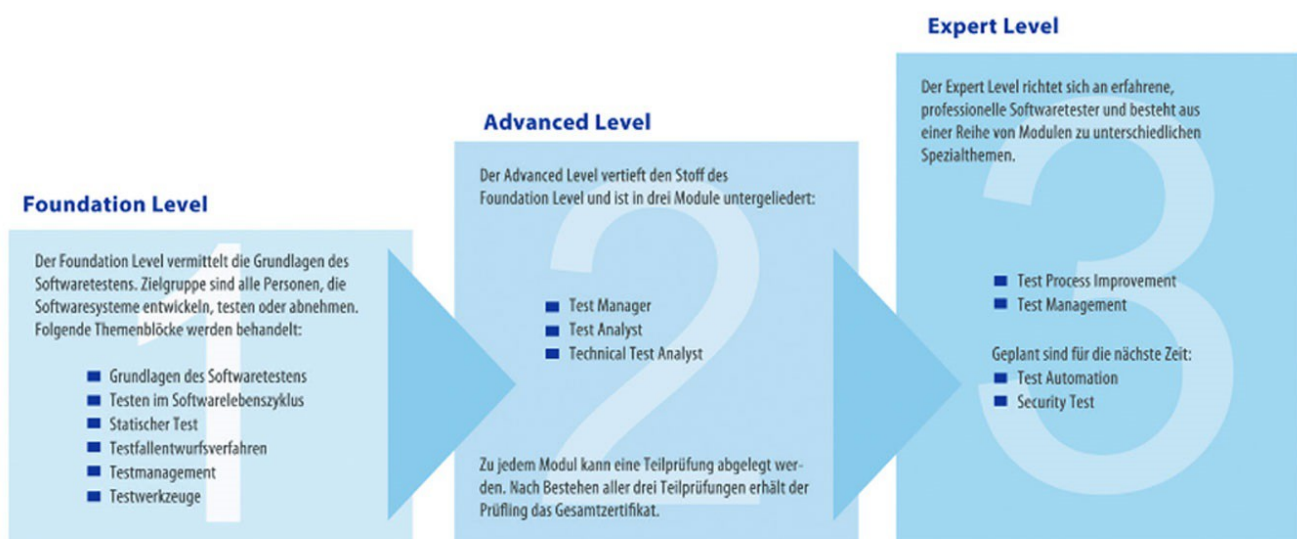 Foundation Level
1
Der Foundation Level vermittelt die Grundlagen des
Softwaretestens. Zielgruppe sind alle Personen, die
Softwaresysteme entwickeln, testen oder abnehmen.
Folgende Themenblöcke werden behandelt:
Grundlagen des Softwaretestens
Testen im Softwarelebenszyklus
Statischer Test
Testfallentwurfsverfahren
Testmanagement
Testwerkzeuge
Advanced Level
2
Der Advanced Level vertieft den Stoff des
Foundation Level und ist in drei Module untergliedert:
Test Manager
Test Analyst
Technical Test Analyst
Zu jedem Modul kann eine Teilprüfung abgelegt wer-
den. Nach Bestehen aller drei Teilprüfungen erhält der
Prüfling das Gesamtzertifikat.
Expert Level
3
Der Expert Level richtet sich an erfahrene,
professionelle Softwaretester und besteht aus
einer Reihe von Modulen zu unterschiedlichen
Spezialthemen.
Test Process Improvement
Test Management
Geplant sind für die nächste Zeit:
Test Automation
Security Test